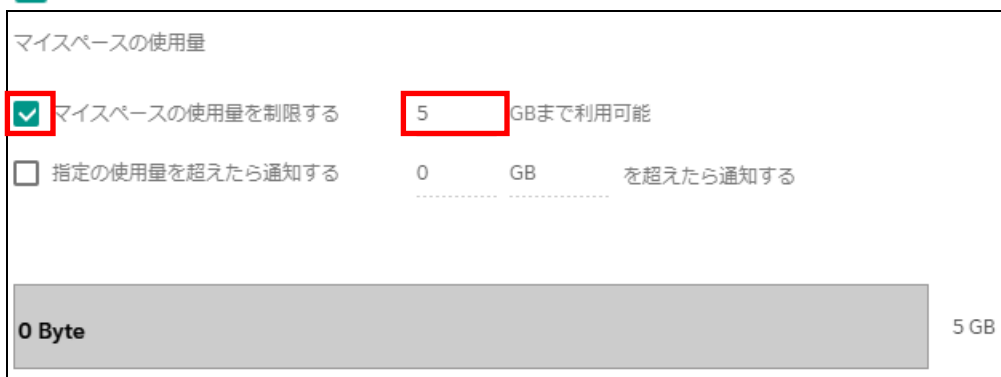 マイスペースの使用量
マイスペースの使用量を制限する 5 GBまで利用可能
指定の使用量を超えたら通知する 0 GB を超えたら通知する
0 Byte 5 GB